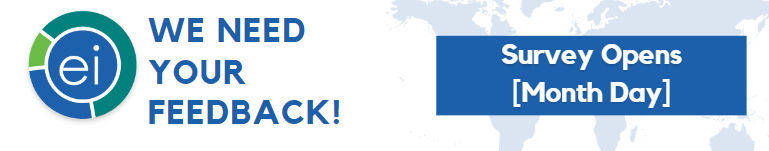 ei
WE NEED
YOUR
FEEDBACK!
Survey Opens
[Month Day]